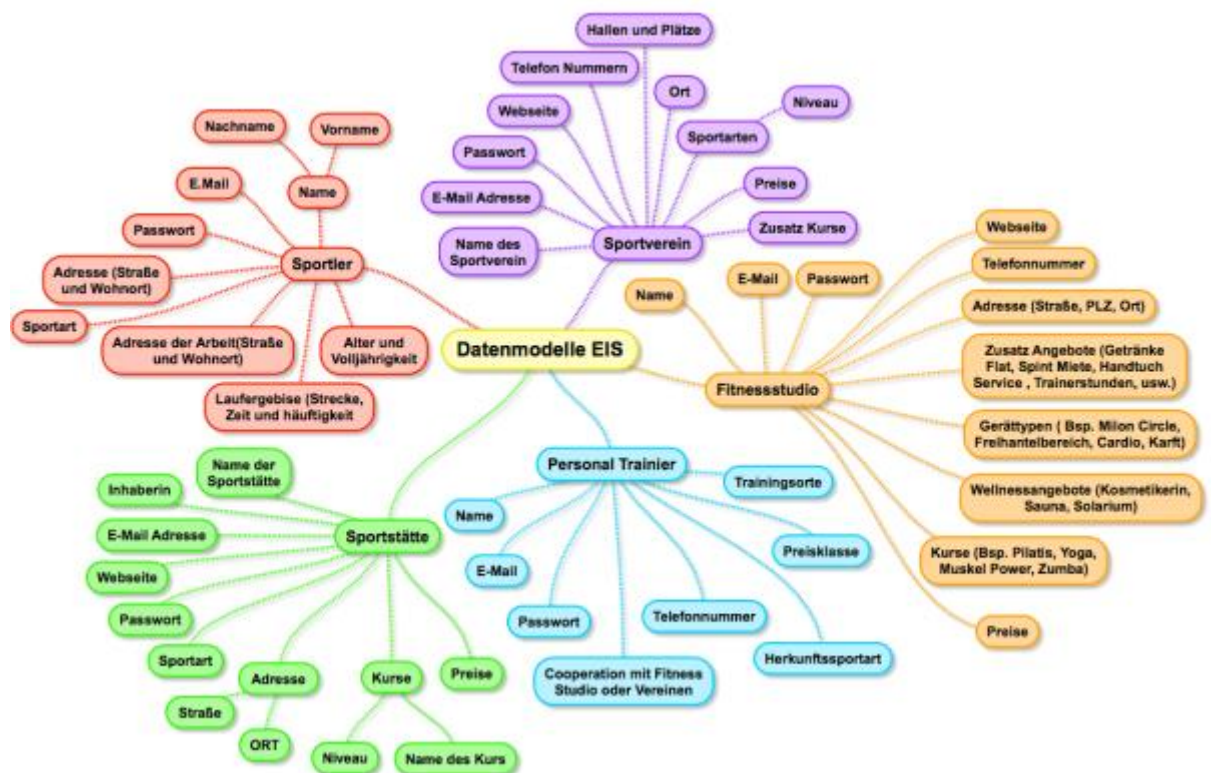 Datenmodelle EIS
Sportler
Name
Nachname
Vorname
E.Mail
Passwort
Adresse (Straße
und Wohnort)
Sportart
Adresse der Arbeit(Straße
und Wohnort)
Laufergebise (Strecke,
Zeit und häuftigkeit
Alter und
Volljährigkeit
Sportverein
Hallen und Plätze
Telefon Nummern
Webseite
Passwort
E-Mail Adresse
Name des
Sportverein
Ort
Sportarten
Niveau
Preise
Zusatz Kurse
Fitnessstudio
Name
E-Mail
Passwort
Webseite
Telefonnummer
Adresse (Straße, PLZ, Ort)
Zusatz Angebote (Getränke
Flat, Spint Miete, Handtuch
Service , Trainerstunden, usw.)
Gerättypen ( Bsp. Milon Circle,
Freihantelbereich, Cardio, Karft)
Wellnessangebote (Kosmetikerin,
Sauna, Solarium)
Kurse (Bsp. Pilatis, Yoga,
Muskel Power, Zumba)
Preise
Personal Trainier
Trainingsorte
Name
E-Mail
Passwort
Cooperation mit Fitness
Studio oder Vereinen
Telefonnummer
Herkunftssportart
Preisklasse
Sportstätte
Name der
Sportstätte
Inhaberin
E-Mail Adresse
Webseite
Passwort
Sportart
Adresse
Straße
ORT
Kurse
Niveau
Name des Kurs
Preise